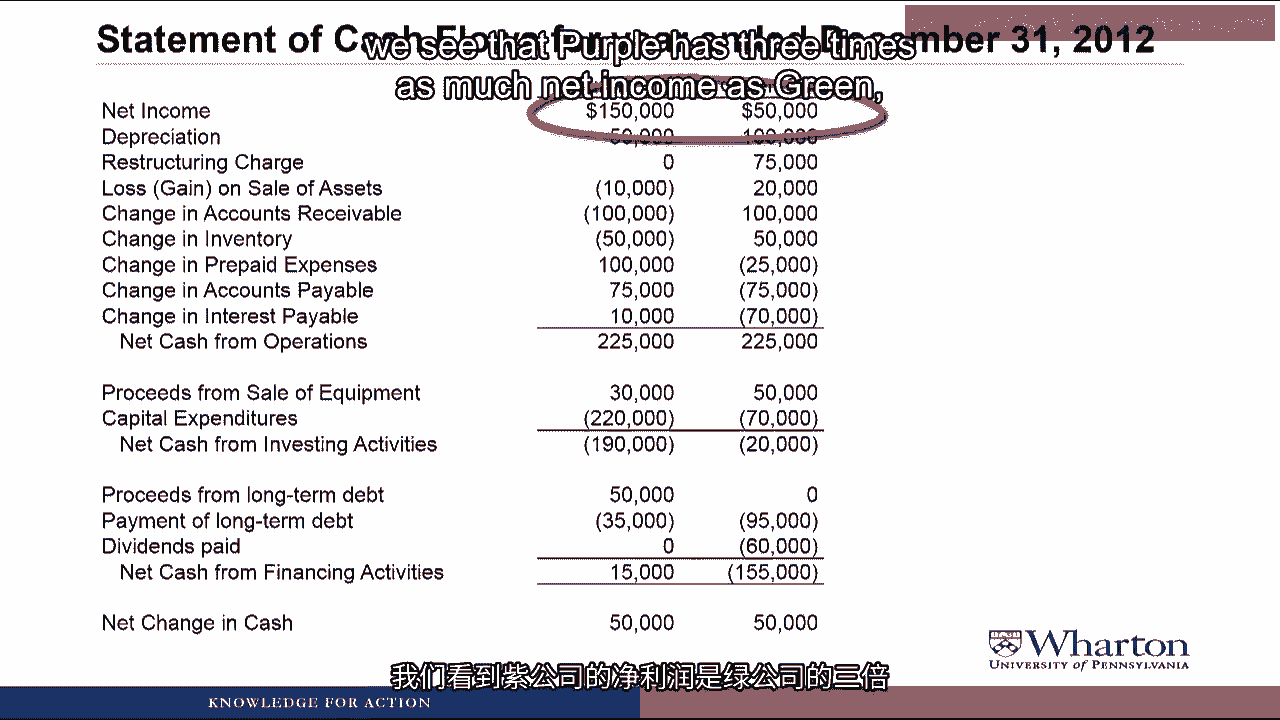 Statement of Cash Flows for year ended December 31, 2012
we see that Purple has three times
as much net income as Green,
Net Income $150,000 $50,000
Depreciation 50,000 100,000
Restructuring Charge 0 75,000
Loss (Gain) on Sale of Assets (10,000) 20,000
Change in Accounts Receivable (100,000) 100,000
Change in Inventory (50,000) 50,000
Change in Prepaid Expenses 100,000 (25,000)
Change in Accounts Payable 75,000 (75,000)
Change in Interest Payable 10,000 (70,000)
Net Cash from Operations 225,000 225,000
Proceeds from Sale of Equipment 30,000 50,000
Capital Expenditures (220,000) (70,000)
Net Cash from Investing Activities (190,000) (20,000)
Proceeds from long-term debt 50,000 0
Payment of long-term debt (35,000) (95,000)
Dividends paid 0 (60,000)
Net Cash from Financing Activities 15,000 (155,000)
Net Change in Cash 50,000 50,000
Wharton
UNIVERSITY of PENNSYLVANIA
我们看到紫公司的净利润是绿公司的三倍
KNOWLEDGE FOR ACTION